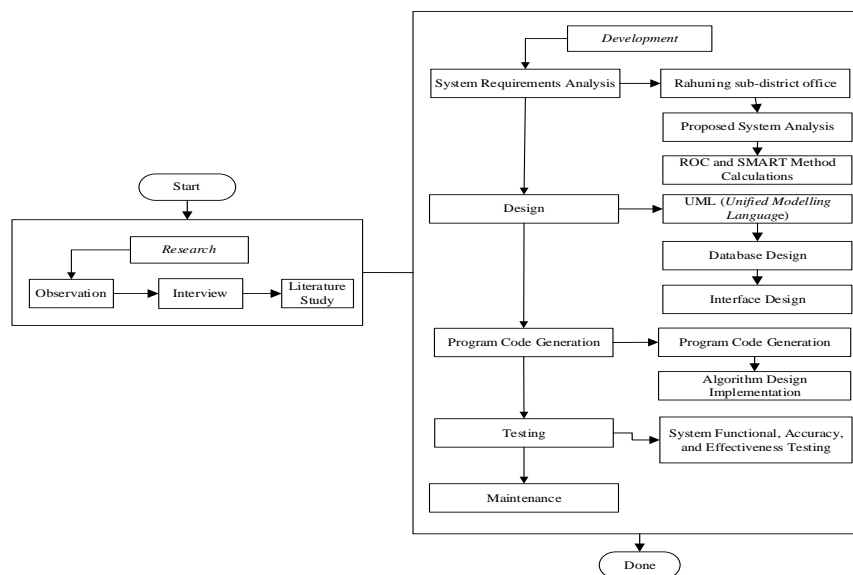 Start
Research
Observation
Interview
Literature
Study
Development
System Requirements Analysis
Rahuning sub-district office
Proposed System Analysis
ROC and SMART Method
Calculations
Design
UML (Unified Modelling
Language)
Database Design
Interface Design
Program Code Generation
Program Code Generation
Algorithm Design
Implementation
Testing
System Functional, Accuracy,
and Effectiveness Testing
Maintenance
Done